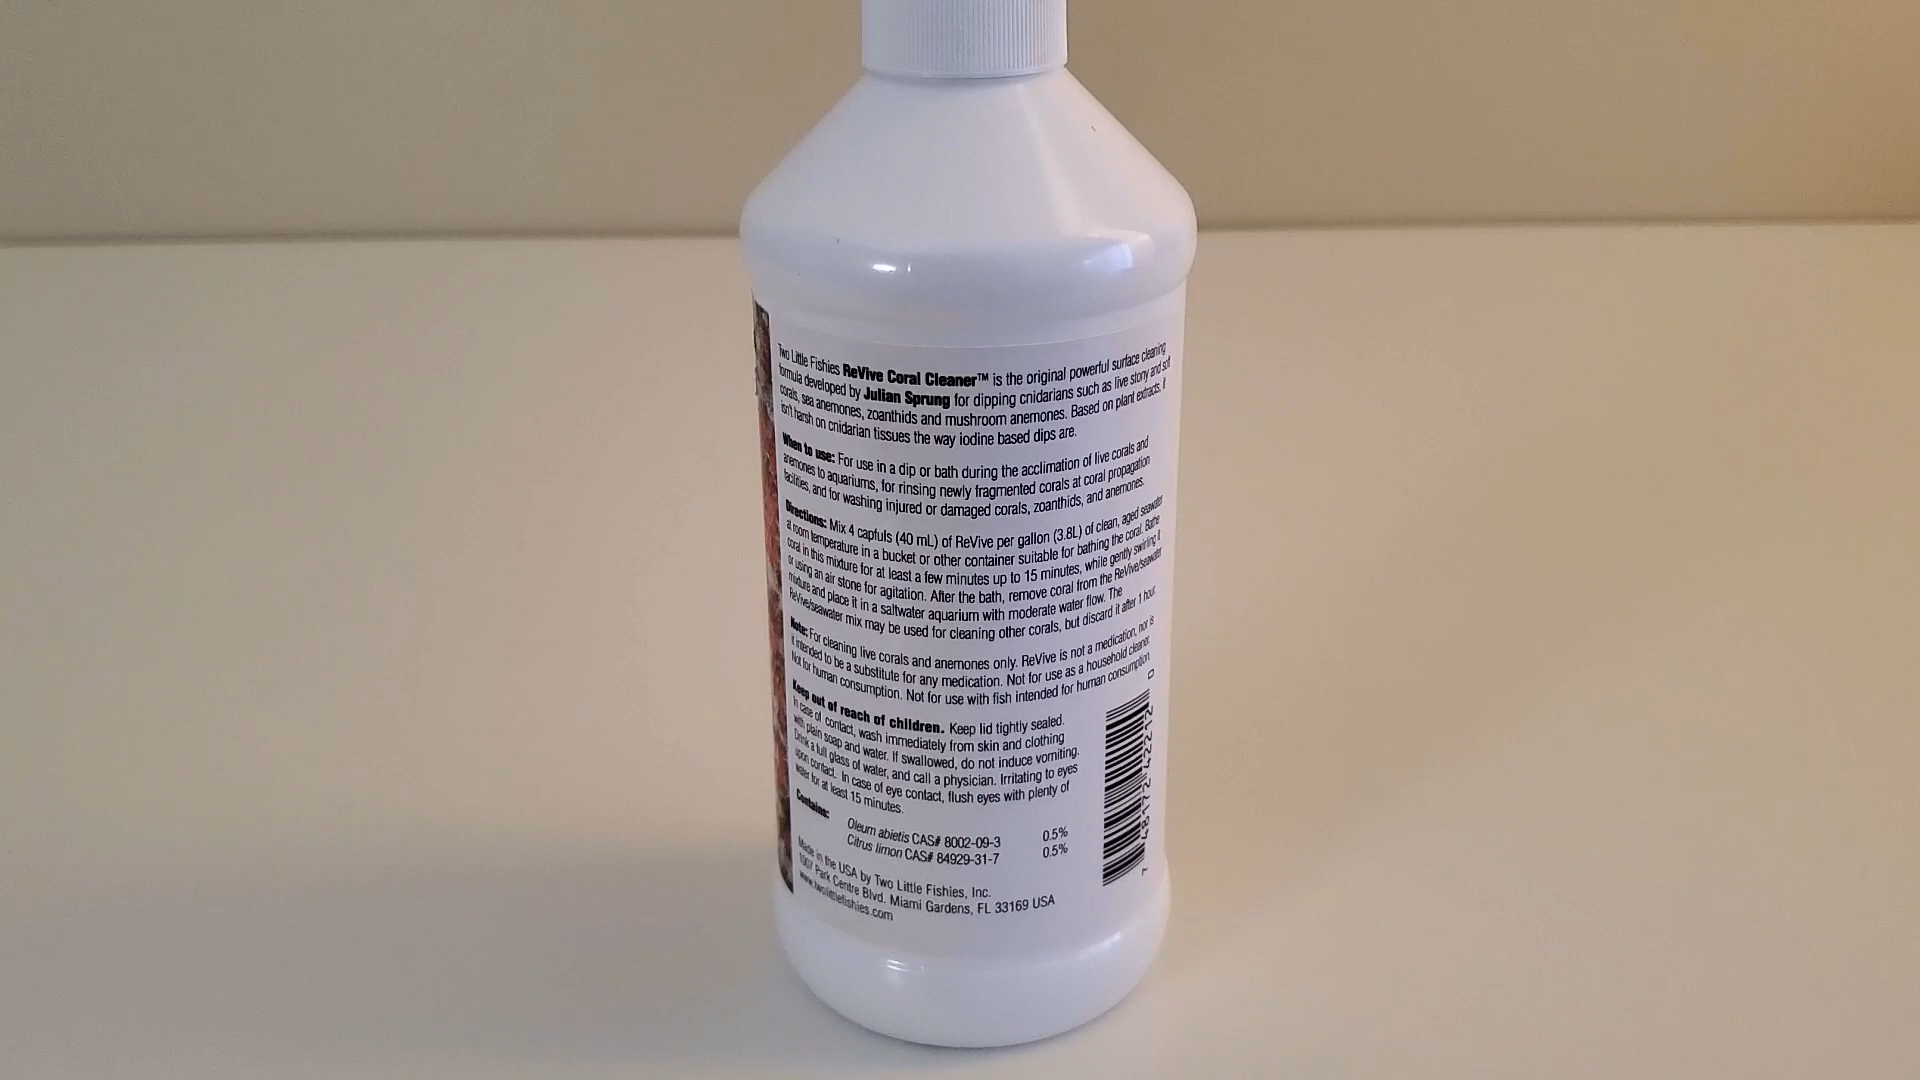 Two Little Fishies ReVive Coral Cleaner™ is the original powerful surface cleaning
formula developed by Julian Sprung for dipping cnidarians such as live stony and soft
corals, sea anemones, zoanthids and mushroom anemones. Based on plant extracts, it
isn't harsh on cnidarian tissues the way iodine based dips are.
When to use: For use in a dip or bath during the acclimation of live corals and
anemones to aquariums, for rinsing newly fragmented corals at coral propagation
facilities, and for washing injured or damaged corals, zoanthids, and anemones.
Directions: Mix 4 capfuls (40 mL) of ReVive per gallon (3.8L) of clean, aged seawater
at room temperature in a bucket or other container suitable for bathing the coral. Bathe
coral in this mixture for at least a few minutes up to 15 minutes, while gently swirling it
or using an air stone for agitation. After the bath, remove coral from the ReVive/seawater
mixture and place it in a saltwater aquarium with moderate water flow. The
ReVive/seawater mix may be used for cleaning other corals, but discard it after 1 hour.
Note: For cleaning live corals and anemones only. ReVive is not a medication, nor is
it intended to be a substitute for any medication. Not for use as a household cleaner.
Not for human consumption. Not for use with fish intended for human consumption.
Keep out of reach of children. Keep lid tightly sealed.
In case of contact, wash immediately from skin and clothing
with plain soap and water. If swallowed, do not induce vomiting.
Drink a full glass of water, and call a physician. Irritating to eyes
upon contact. In case of eye contact, flush eyes with plenty of
water for at least 15 minutes.
Contains:
Oleum abietis CAS# 8002-09-3 0.5%
Citrus limon CAS# 84929-31-7 0.5%
Made in the USA by Two Little Fishies, Inc.
1007 Park Centre Blvd. Miami Gardens, FL 33169 USA
www.twolittlefishies.com